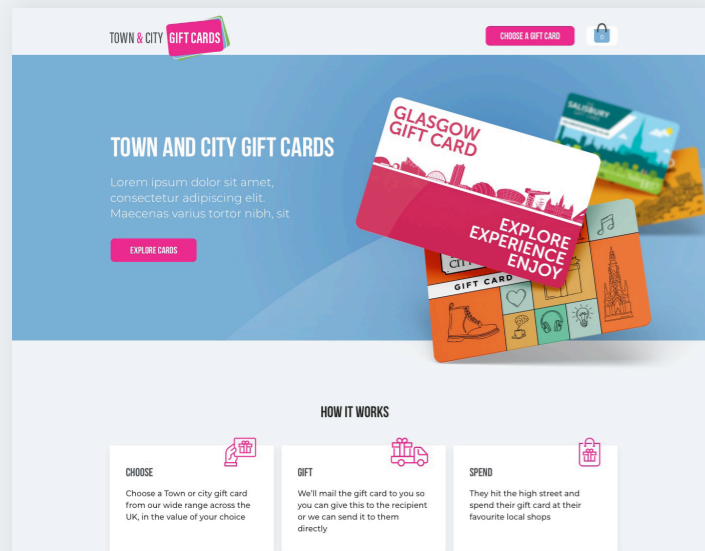 TOWN & CITY GIFT CARDS
CHOOSE A GIFT CARD
0
TOWN AND CITY GIFT CARDS
Lorem ipsum dolor sit amet,
consectetur adipiscing elit.
Maecenas varius tortor nibh, sit
EXPLORE CARDS
GLASGOW
GIFT CARD
EXPLORE
EXPERIENCE
ENJOY
SALISBURY
GIFT CARD
HOW IT WORKS
CHOOSE
Choose a Town or city gift card
from our wide range across the
UK, in the value of your choice
GIFT
We'll mail the gift card to you so
you can give this to the recipient
or we can send it to them
directly
SPEND
They hit the high street and
spend their gift card at their
favourite local shops